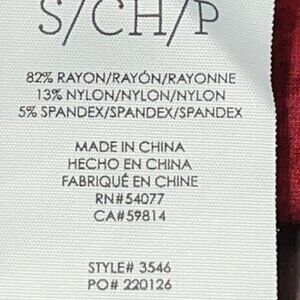 S/CH/P
82% RAYON/RAYÓN/RAYONNE
13% NYLON/NYLON/NYLON
5% SPANDEX/SPANDEX/SPANDEX
MADE IN CHINA
HECHO EN CHINA
FABRIQUÉ EN CHINE
RN#54077
CA#59814
STYLE# 3546
PO# 220126